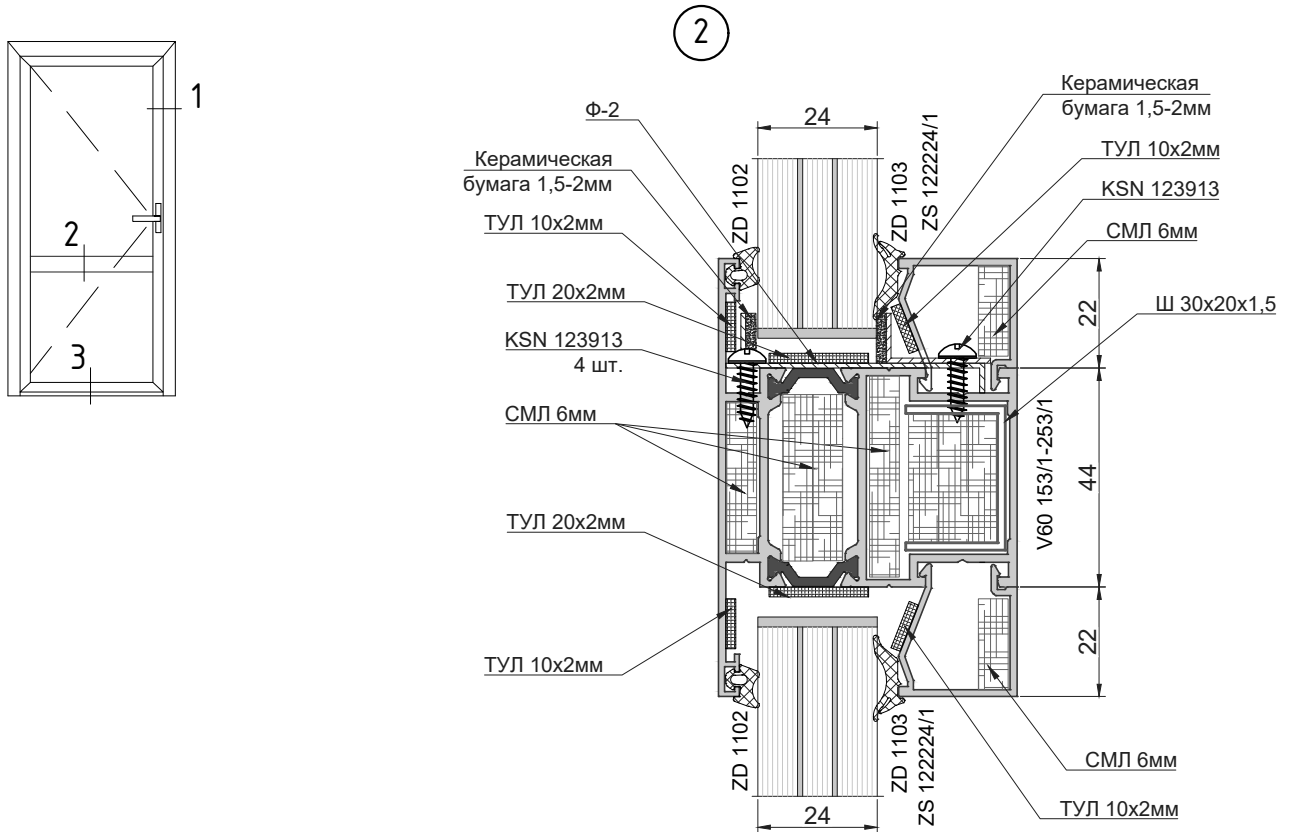 2
1
2
3
Ф-2
Керамическая
бумага 1,5-2мм
ТУЛ 10х2мм
ТУЛ 20х2мм
KSN 123913
4 шт.
СМЛ 6мм
ТУЛ 20х2мм
ТУЛ 10х2мм
24
ZD 1102
ZD 1103
ZS 122224/1
Керамическая
бумага 1,5-2мм
ТУЛ 10х2мм
KSN 123913
СМЛ 6мм
Ш 30х20х1,5
22
44
22
V60 153/1-253/1
ZD 1102
ZD 1103
ZS 122224/1
24
СМЛ 6мм
ТУЛ 10х2мм